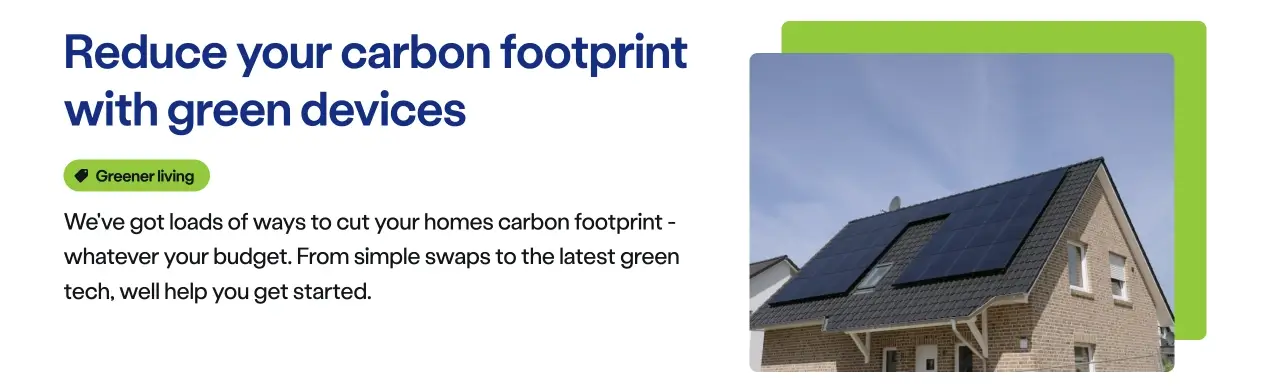 Reduce your carbon footprint
with green devices
Greener living
We've got loads of ways to cut your homes carbon footprint -
whatever your budget. From simple swaps to the latest green
tech, well help you get started.